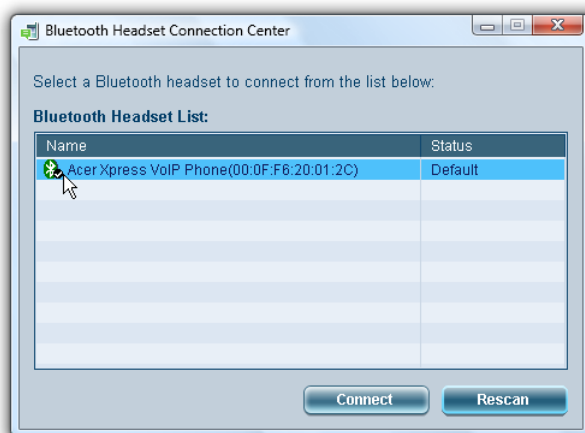 Bluetooth Headset Connection Center
Select a Bluetooth headset to connect from the list below:
Bluetooth Headset List:
Name Status
Acer Xpress VoIP Phone(00:0F:F6:20:01:2C) Default
Connect Rescan